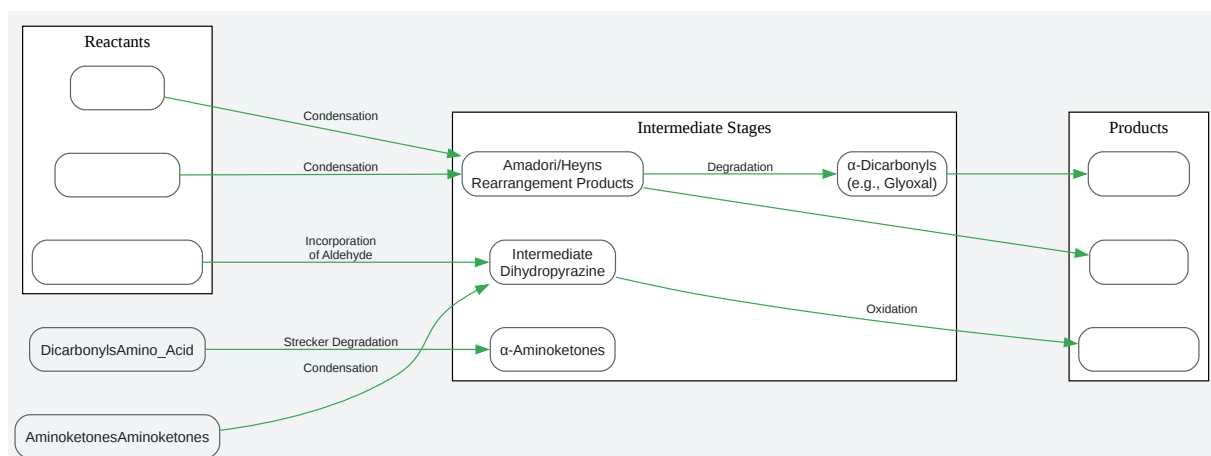 Reactants
Condensation
Condensation
Incorporation
of Aldehyde
DicarbonylsAmino_Acid
Strecker Degradation
Condensation
AminoketonesAminoketones
Intermediate Stages
Amadori/Heyns
Rearrangement Products
Degradation
α-Dicarbonyls
(e.g., Glyoxal)
Intermediate
Dihydropyrazine
Oxidation
α-Aminoketones
Products